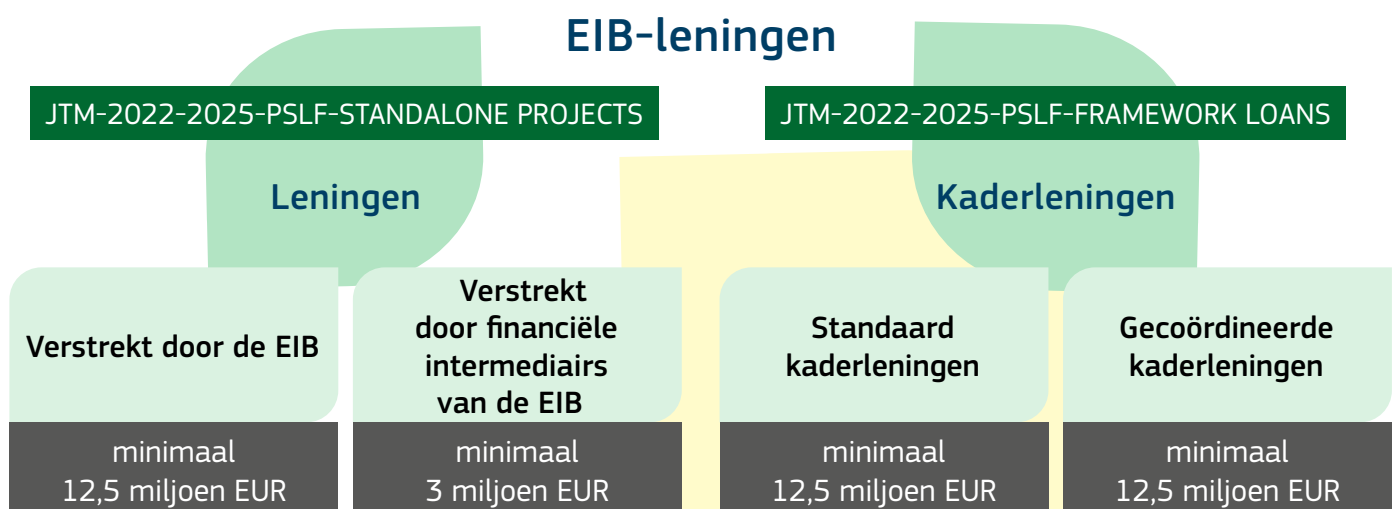 EIB-leningen
JTM-2022-2025-PSLF-STANDALONE PROJECTS
JTM-2022-2025-PSLF-FRAMEWORK LOANS
Leningen
Kaderleningen
Verstrekt door de EIB
Verstrekt
door financiële
intermediairs
van de EIB
Standaard
kaderleningen
Gecoördineerde
kaderleningen
minimaal
12,5 miljoen EUR
minimaal
3 miljoen EUR
minimaal
12,5 miljoen EUR
minimaal
12,5 miljoen EUR